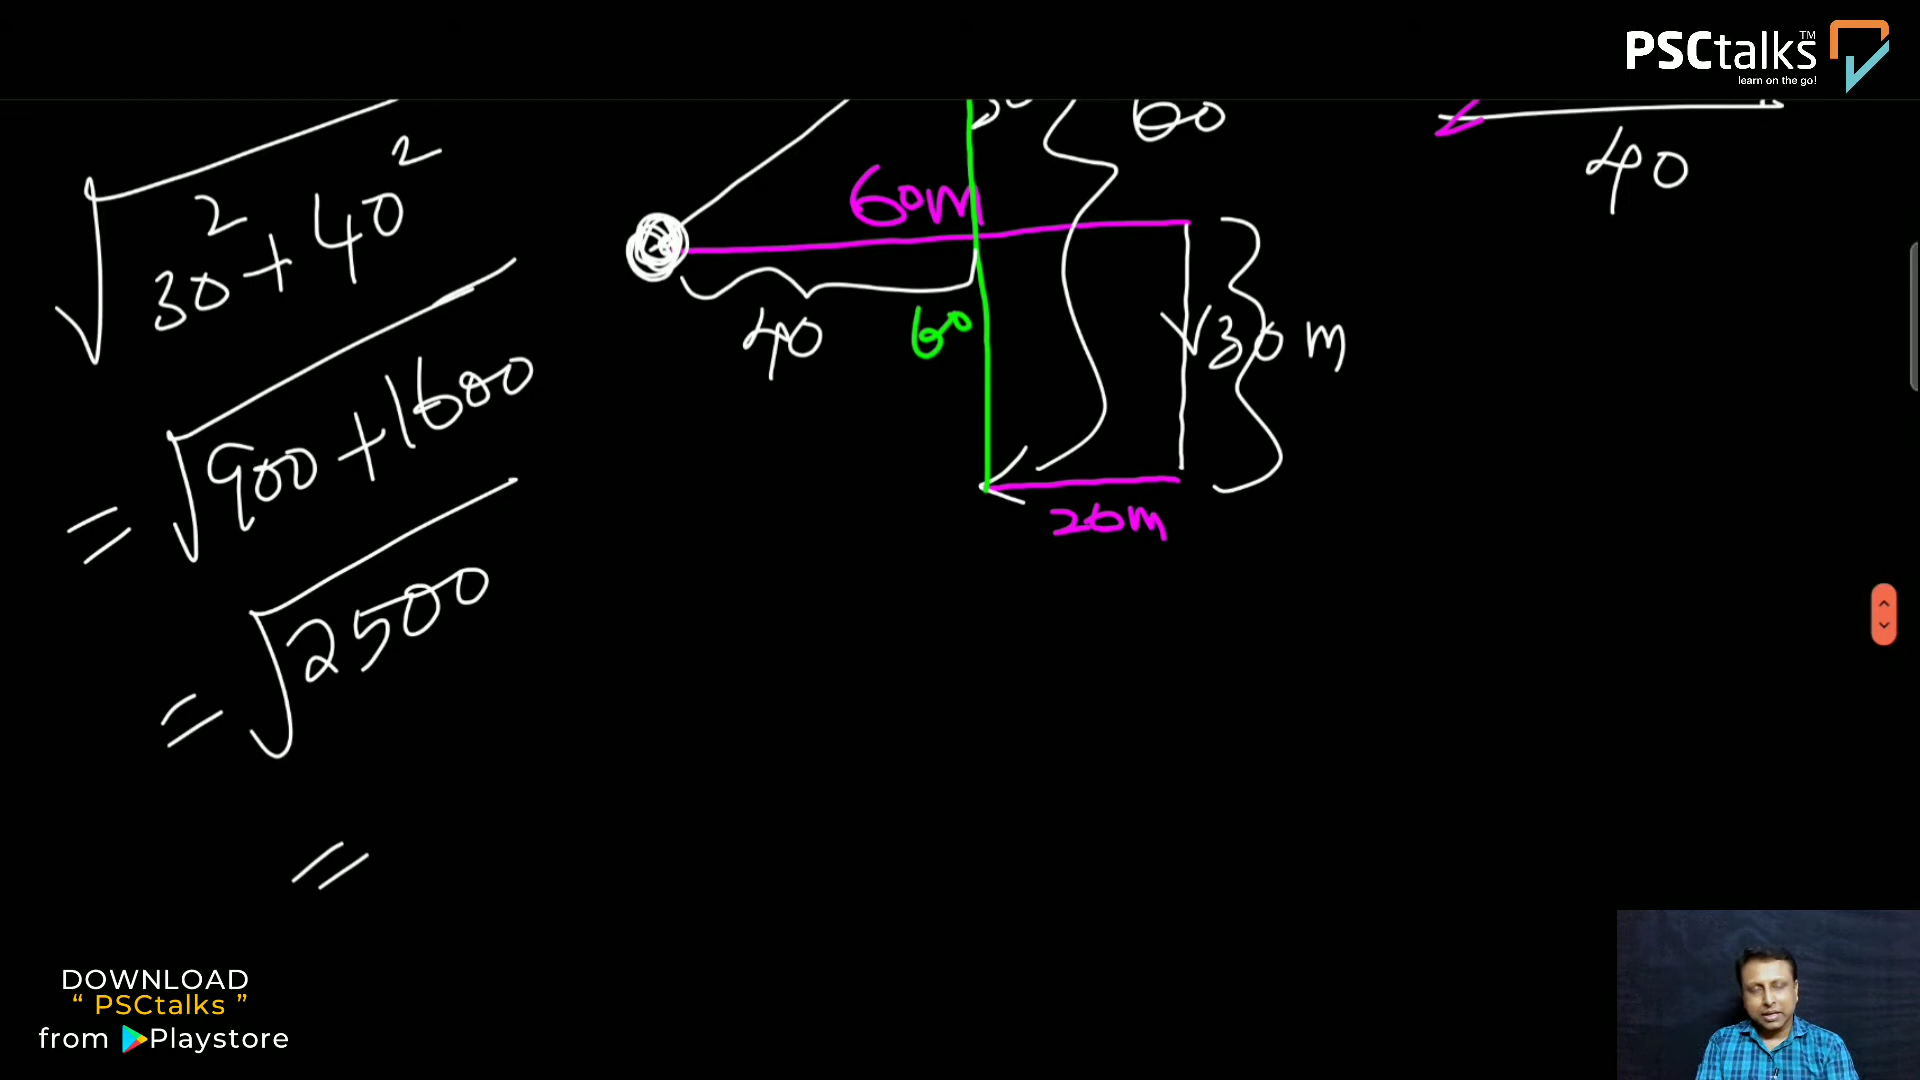 PSCtalks™
learn on the go!
60
40
√30² + 40²
60m
40
60
30m
= √900+1600
20m
= √2500
=
DOWNLOAD
“ PSCtalks ”
from Playstore